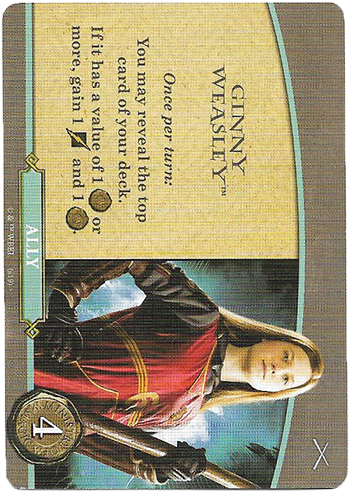 GINNY
WEASLEY™
Once per turn:
You may reveal the top
card of your deck.
If it has a value of 1 or
more, gain 1 and 1 .
ALLY
4